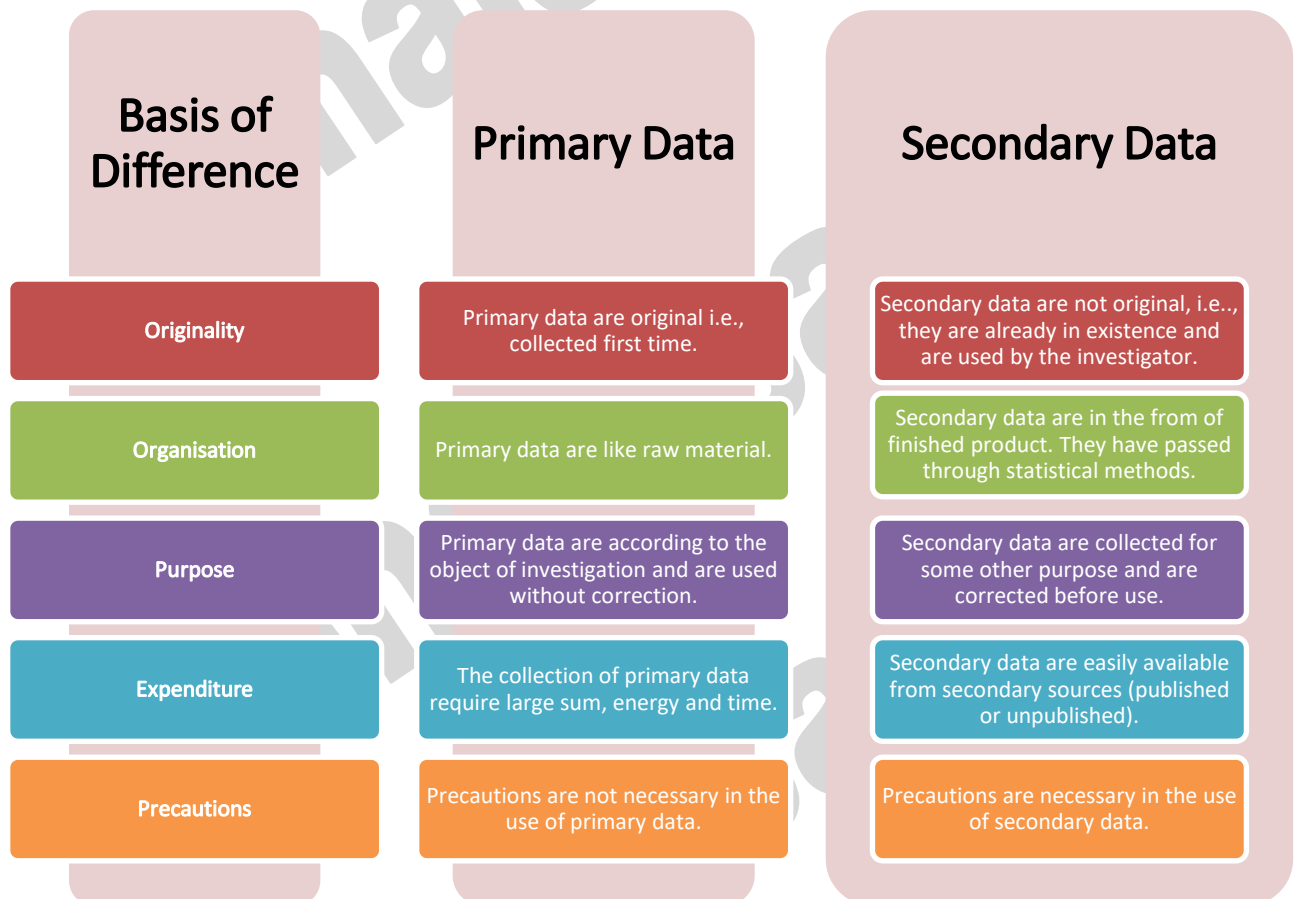 Basis of
Difference
Primary Data
Secondary Data
Originality
Primary data are original i.e.,
collected first time.
Secondary data are not original, i.e..,
they are already in existence and
are used by the investigator.
Organisation
Primary data are like raw material.
Secondary data are in the from of
finished product. They have passed
through statistical methods.
Purpose
Primary data are according to the
object of investigation and are used
without correction.
Secondary data are collected for
some other purpose and are
corrected before use.
Expenditure
The collection of primary data
require large sum, energy and time.
Secondary data are easily available
from secondary sources (published
or unpublished).
Precautions
Precautions are not necessary in the
use of primary data.
Precautions are necessary in the use
of secondary data.